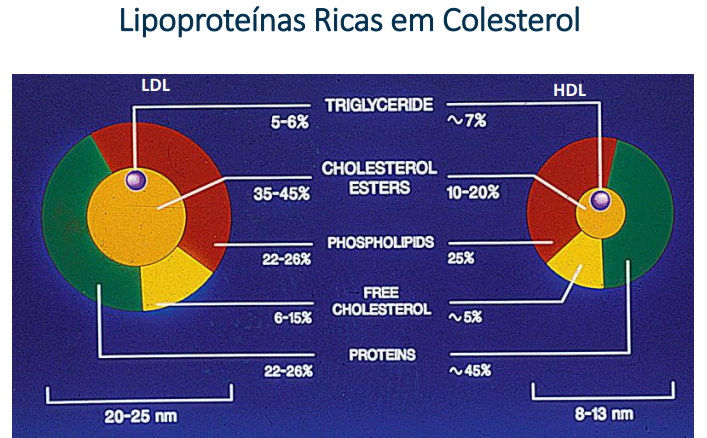 Lipoproteínas Ricas em Colesterol
LDL
HDL
TRIGLYCERIDE
5-6%
~7%
CHOLESTEROL
ESTERS
35-45%
10-20%
PHOSPHOLIPIDS
22-26%
25%
FREE
CHOLESTEROL
6-15%
~5%
PROTEINS
22-26%
~45%
20-25 nm
8-13 nm